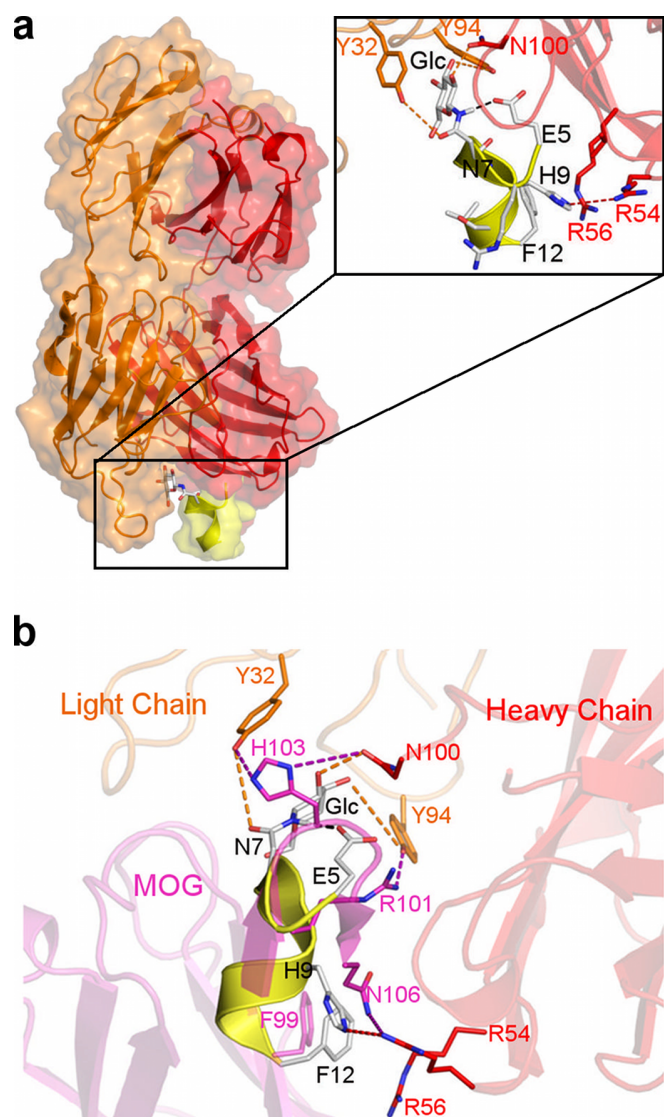 a
Y32
Y94
Glc
N100
E5
N7
H9
R54
R56
F12
b
Y32
Light Chain
Heavy Chain
H103
N100
Glc
Y94
N7
MOG
E5
R101
H9
N106
F99
R54
F12
R56